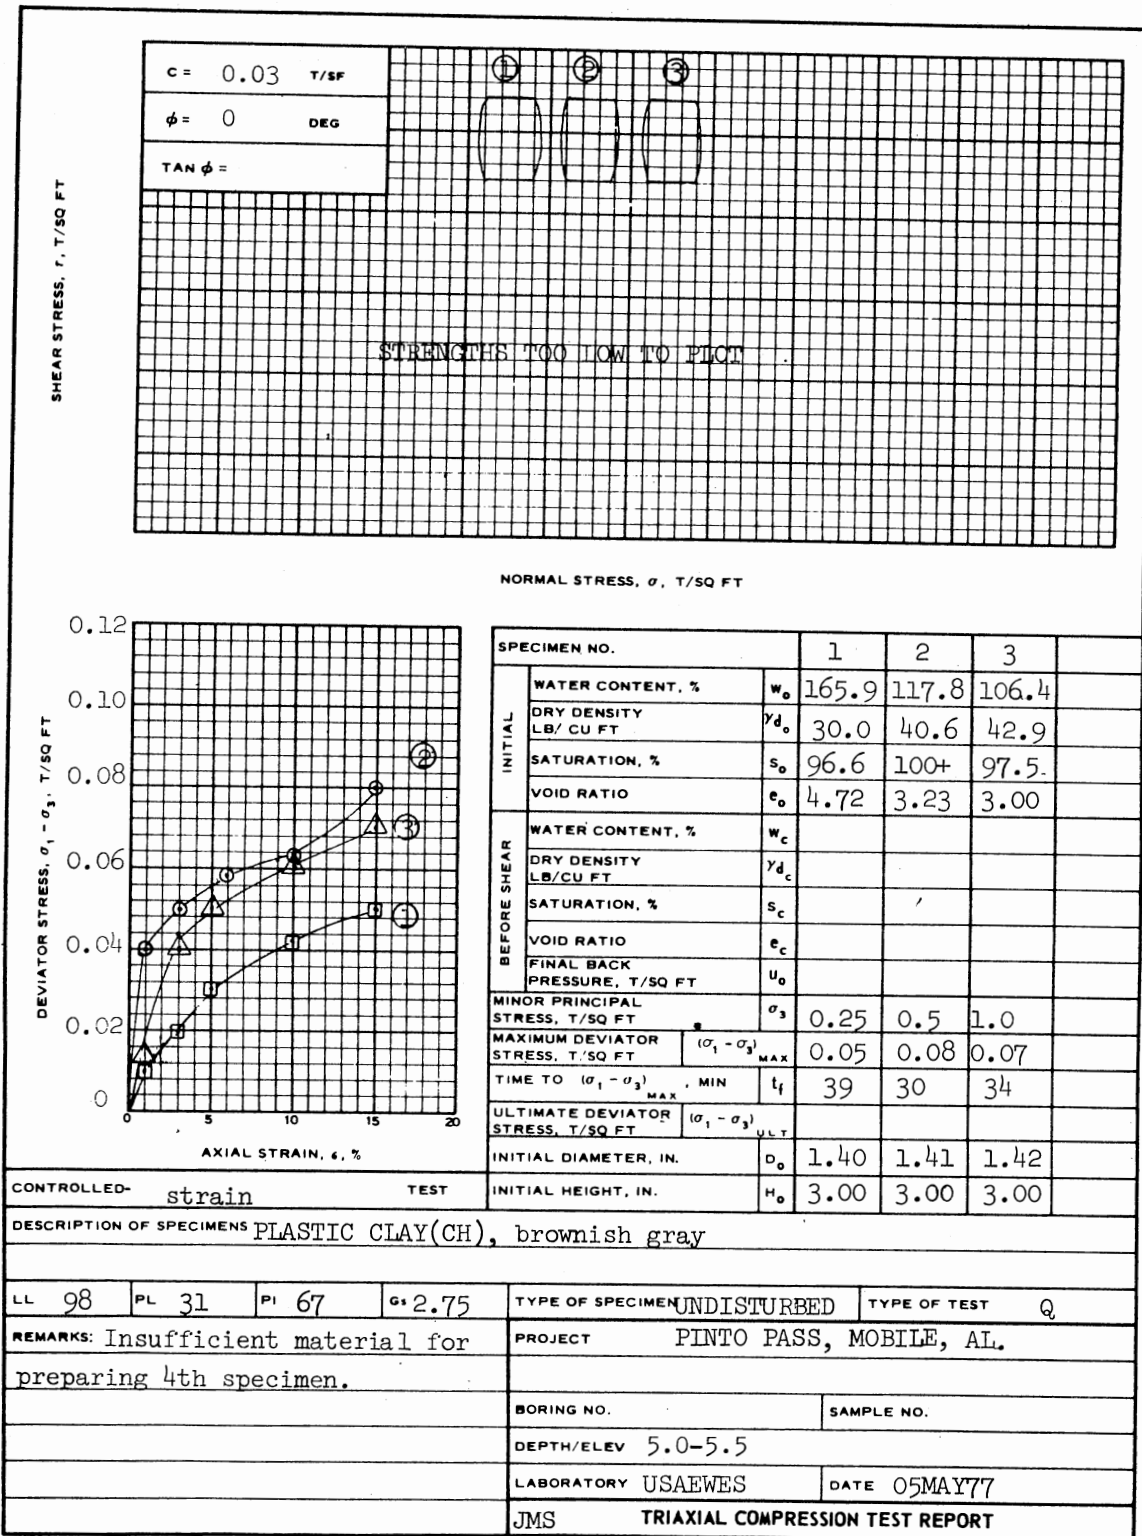 C = 0.03 T/SF
φ = 0 DEG
TAN φ =
① ② ③
SHEAR STRESS, τ, T/SQ FT
STRENGTHS TOO LOW TO PLOT
NORMAL STRESS, σ, T/SQ FT
DEVIATOR STRESS, σ₁ - σ₃, T/SQ FT
0.12
0.10
0.08
0.06
0.04
0.02
0
②
③
①
0 5 10 15 20
AXIAL STRAIN, ε, %
CONTROLLED- strain TEST
SPECIMEN NO. 1 2 3
INITIAL
WATER CONTENT, % w₀ 165.9 117.8 106.4
DRY DENSITY LB/ CU FT γd₀ 30.0 40.6 42.9
SATURATION, % S₀ 96.6 100+ 97.5
VOID RATIO e₀ 4.72 3.23 3.00
BEFORE SHEAR
WATER CONTENT, % Wc
DRY DENSITY LB/CU FT γdc
SATURATION, % Sc
VOID RATIO ec
FINAL BACK PRESSURE, T/SQ FT u₀
MINOR PRINCIPAL STRESS, T/SQ FT σ₃ 0.25 0.5 1.0
MAXIMUM DEVIATOR STRESS, T/SQ FT (σ₁ - σ₃) MAX 0.05 0.08 0.07
TIME TO (σ₁ - σ₃) MAX , MIN tf 39 30 34
ULTIMATE DEVIATOR STRESS, T/SQ FT (σ₁ - σ₃) ULT
INITIAL DIAMETER, IN. D₀ 1.40 1.41 1.42
INITIAL HEIGHT, IN. H₀ 3.00 3.00 3.00
DESCRIPTION OF SPECIMENS PLASTIC CLAY(CH), brownish gray
LL 98 PL 31 PI 67 Gs 2.75
TYPE OF SPECIMEN UNDISTURBED TYPE OF TEST Q
REMARKS: Insufficient material for
preparing 4th specimen.
PROJECT PINTO PASS, MOBILE, AL.
BORING NO. SAMPLE NO.
DEPTH/ELEV 5.0-5.5
LABORATORY USAEWES DATE 05MAY77
JMS TRIAXIAL COMPRESSION TEST REPORT